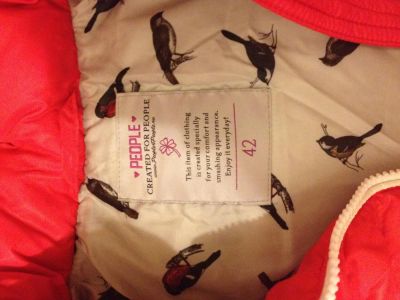 ♥ PEOPLE ♥
CREATED FOR PEOPLE
This item of clothing
is created specially
for your comfort and
smashing appearance.
Enjoy it everyday!
42